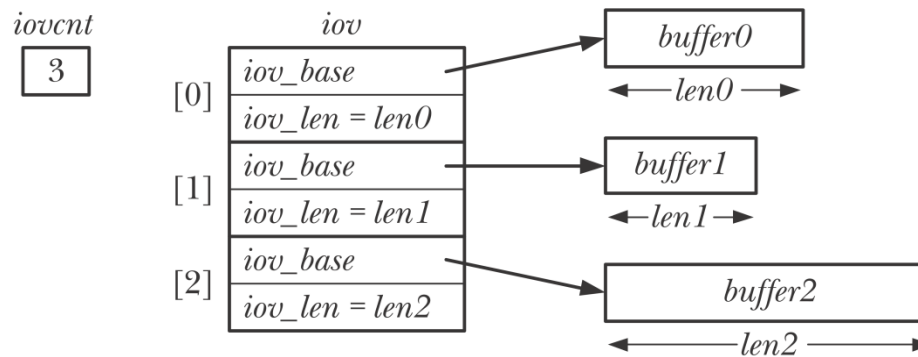 iovcnt
3
iov
[0]
iov_base
iov_len = len0
[1]
iov_base
iov_len = len1
[2]
iov_base
iov_len = len2
buffer0
len0
buffer1
len1
buffer2
len2